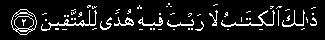 ذَٰلِكَ ٱلْكِتَٰبُ لَا رَيْبَ ۛ فِيهِ ۛ هُدًى لِّلْمُتَّقِينَ ۝٢